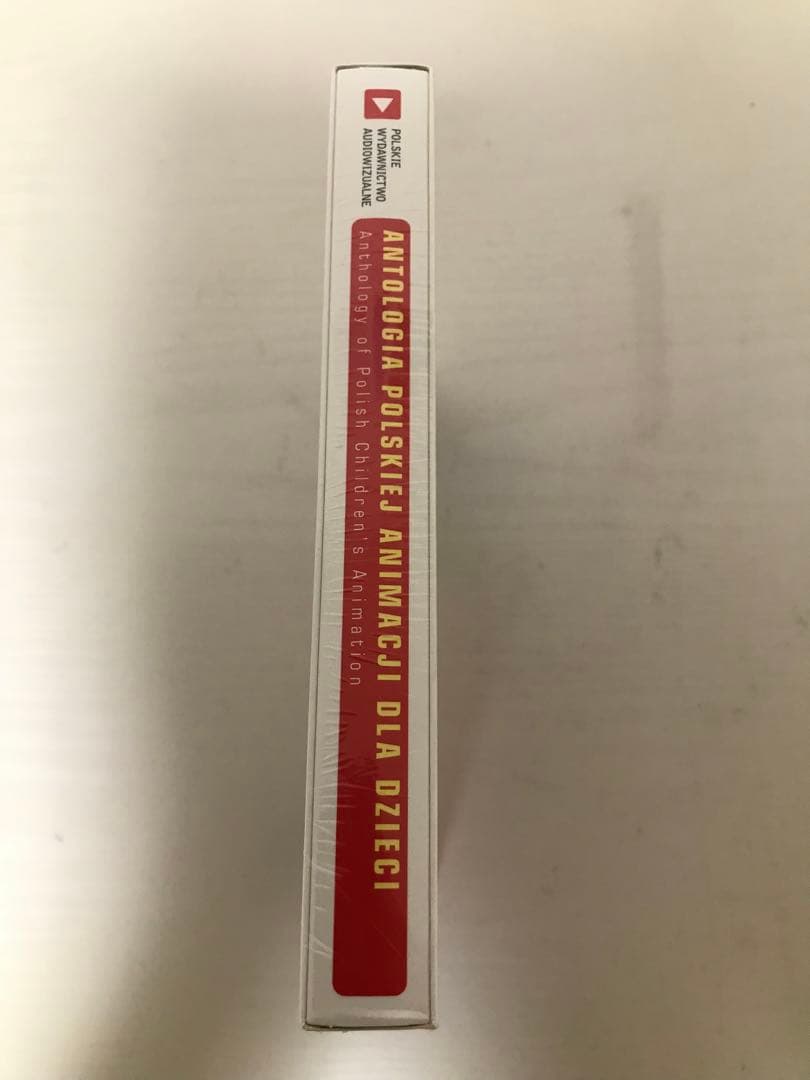 POLSKIE
WYDAWNICTWO
AUDIOWIZUALNE
ANTOLOGIA POLSKIEJ ANIMACJI DLA DZIECI
Anthology of Polish Children's Animation